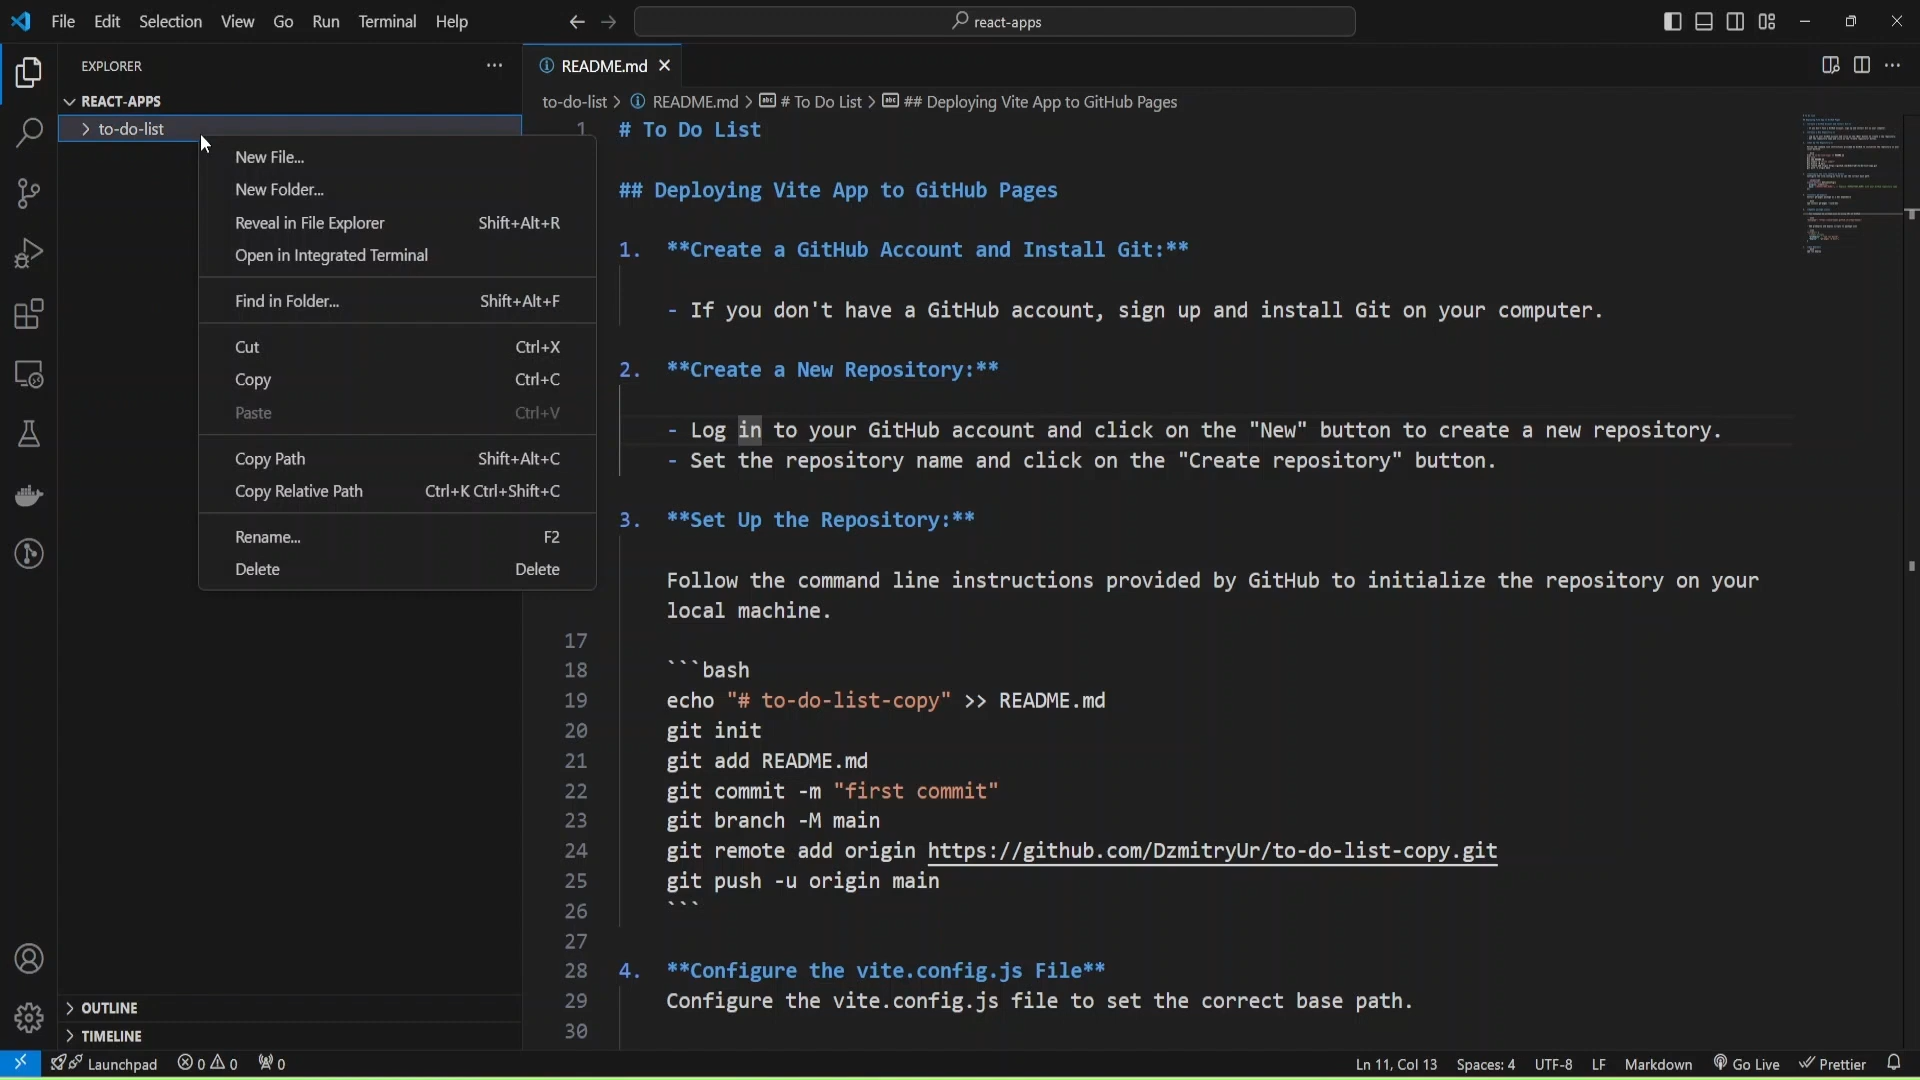 File Edit Selection View Go Run Terminal Help
react-apps
EXPLORER
README.md
REACT-APPS
to-do-list > README.md > # To Do List > ## Deploying Vite App to GitHub Pages
to-do-list
New File...
New Folder...
Reveal in File Explorer Shift+Alt+R
Open in Integrated Terminal
Find in Folder... Shift+Alt+F
Cut Ctrl+X
Copy Ctrl+C
Paste Ctrl+V
Copy Path Shift+Alt+C
Copy Relative Path Ctrl+K Ctrl+Shift+C
Rename... F2
Delete Delete
1 # To Do List
## Deploying Vite App to GitHub Pages
1. **Create a GitHub Account and Install Git:**
- If you don't have a GitHub account, sign up and install Git on your computer.
2. **Create a New Repository:**
- Log in to your GitHub account and click on the "New" button to create a new repository.
- Set the repository name and click on the "Create repository" button.
3. **Set Up the Repository:**
Follow the command line instructions provided by GitHub to initialize the repository on your
local machine.
17
18 ```bash
19 echo "# to-do-list-copy" >> README.md
20 git init
21 git add README.md
22 git commit -m "first commit"
23 git branch -M main
24 git remote add origin https://github.com/DzmitryUr/to-do-list-copy.git
25 git push -u origin main
26 ```
27
28 4. **Configure the vite.config.js File**
29 Configure the vite.config.js file to set the correct base path.
30
OUTLINE
TIMELINE
Launchpad 0 0 0 Ln 11, Col 13 Spaces: 4 UTF-8 LF Markdown Go Live Prettier